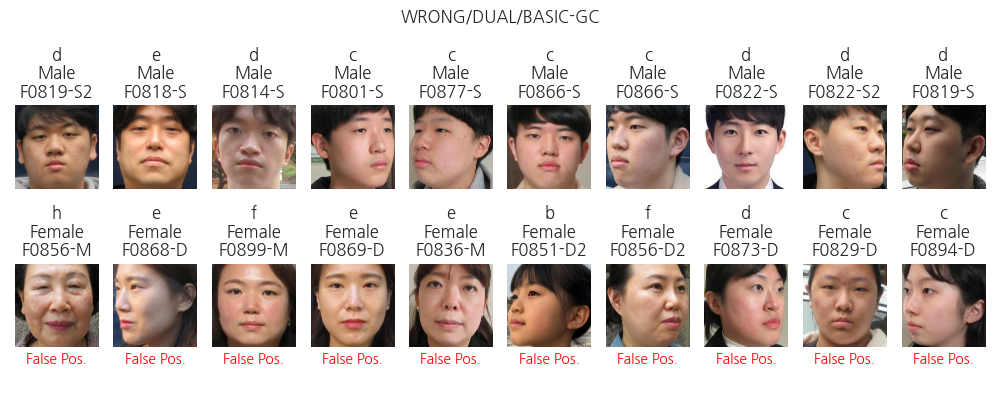 WRONG/DUAL/BASIC-GC
d e d c c c c d d d
Male Male Male Male Male Male Male Male Male Male
F0819-S2 F0818-S F0814-S F0801-S F0877-S F0866-S F0866-S F0822-S F0822-S2 F0819-S
h e f e e b f d c c
Female Female Female Female Female Female Female Female Female Female
F0856-M F0868-D F0899-M F0869-D F0836-M F0851-D2 F0856-D2 F0873-D F0829-D F0894-D
False Pos. False Pos. False Pos. False Pos. False Pos. False Pos. False Pos. False Pos. False Pos. False Pos.